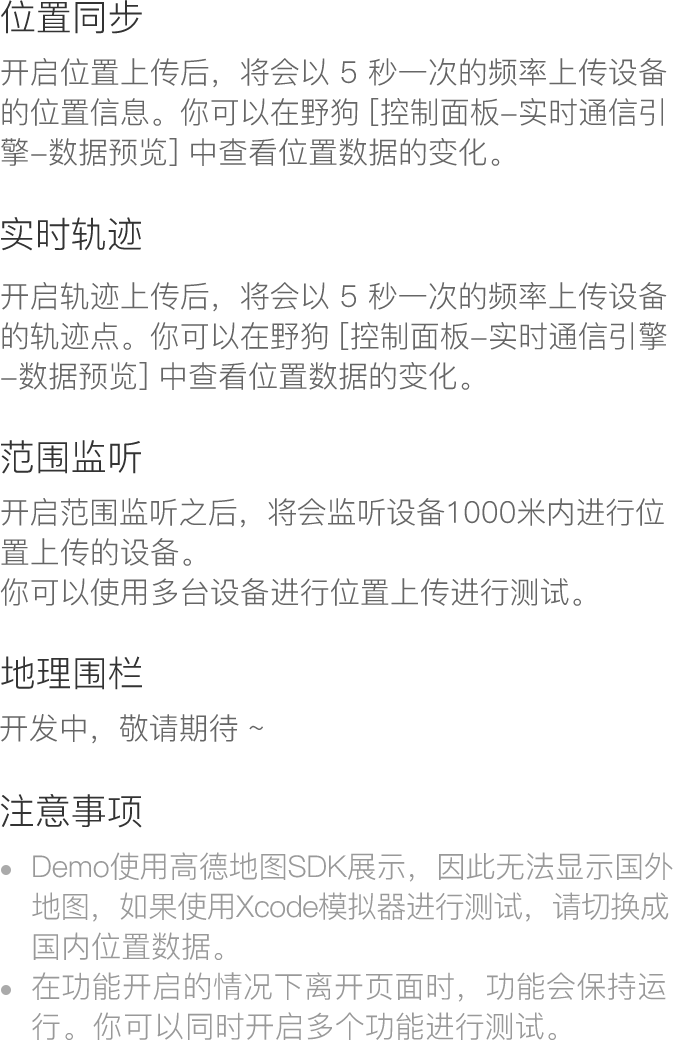 位置同步
开启位置上传后，将会以 5 秒一次的频率上传设备
的位置信息。你可以在野狗 [控制面板-实时通信引
擎-数据预览] 中查看位置数据的变化。
实时轨迹
开启轨迹上传后，将会以 5 秒一次的频率上传设备
的轨迹点。你可以在野狗 [控制面板-实时通信引擎
-数据预览] 中查看位置数据的变化。
范围监听
开启范围监听之后，将会监听设备1000米内进行位
置上传的设备。
你可以使用多台设备进行位置上传进行测试。
地理围栏
开发中，敬请期待 ~
注意事项
• Demo使用高德地图SDK展示，因此无法显示国外
地图，如果使用Xcode模拟器进行测试，请切换成
国内位置数据。
• 在功能开启的情况下离开页面时，功能会保持运
行。你可以同时开启多个功能进行测试。